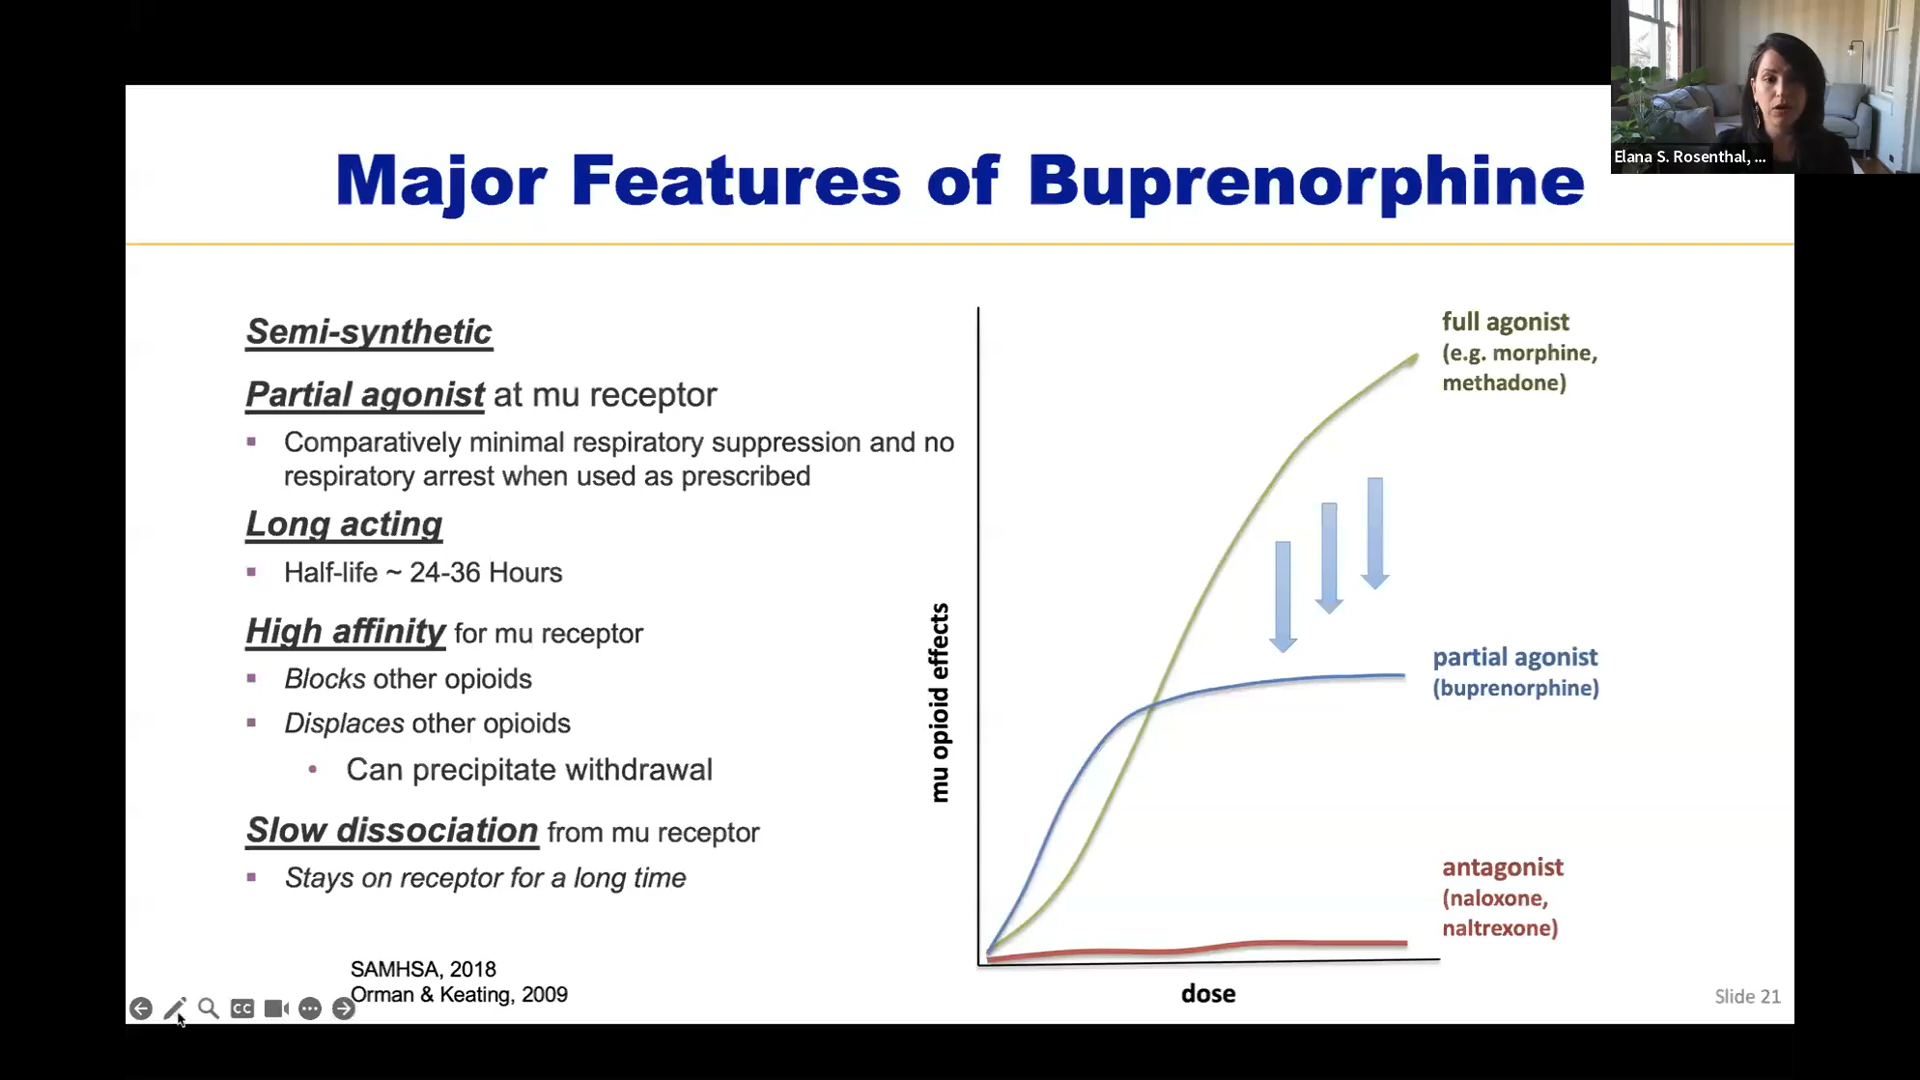 Elana S. Rosenthal, ...
Major Features of Buprenorphine
Semi-synthetic
Partial agonist at mu receptor
Comparatively minimal respiratory suppression and no
respiratory arrest when used as prescribed
Long acting
Half-life ~ 24-36 Hours
High affinity for mu receptor
Blocks other opioids
Displaces other opioids
Can precipitate withdrawal
Slow dissociation from mu receptor
Stays on receptor for a long time
SAMHSA, 2018
Orman & Keating, 2009
mu opioid effects
full agonist
(e.g. morphine,
methadone)
partial agonist
(buprenorphine)
antagonist
(naloxone,
naltrexone)
dose
Slide 21
CC